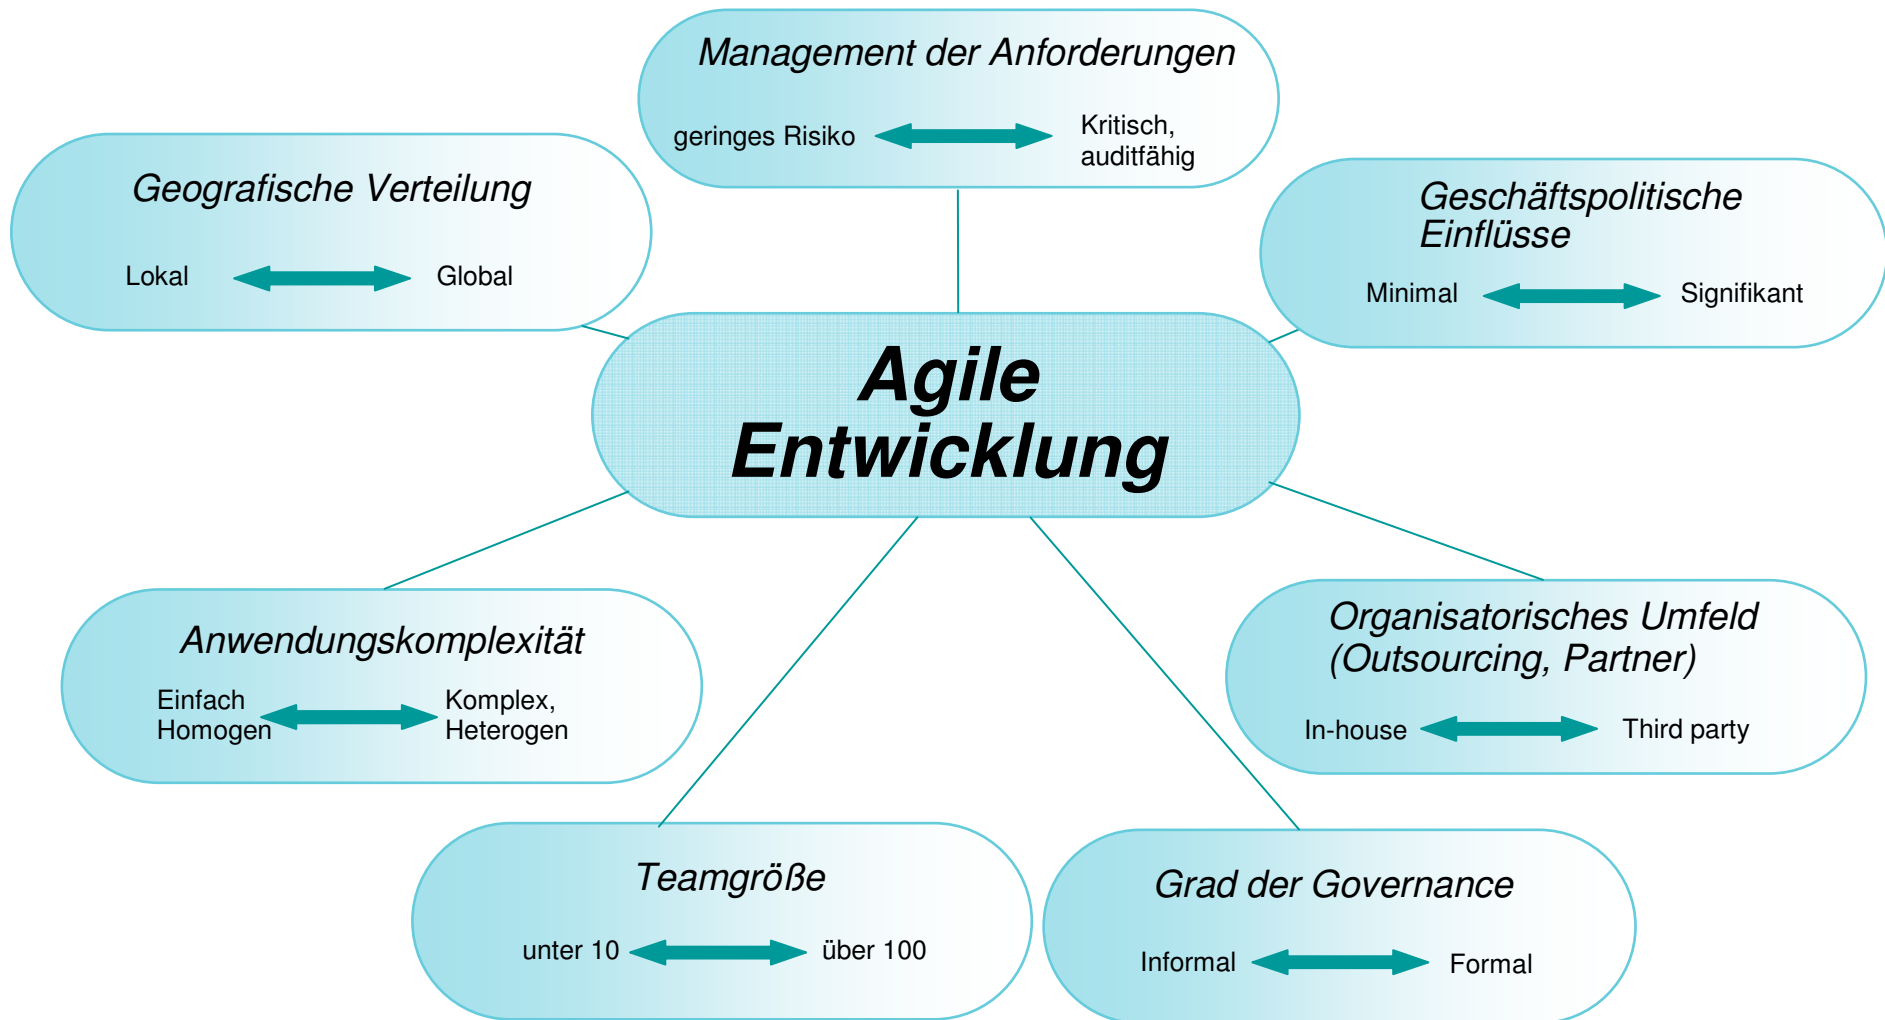 Management der Anforderungen
geringes Risiko
Kritisch,
auditfähig
Geografische Verteilung
Lokal
Global
Geschäftspolitische
Einflüsse
Minimal
Signifikant
Agile
Entwicklung
Anwendungskomplexität
Einfach
Homogen
Komplex,
Heterogen
Organisatorisches Umfeld
(Outsourcing, Partner)
In-house
Third party
Teamgröße
unter 10
über 100
Grad der Governance
Informal
Formal